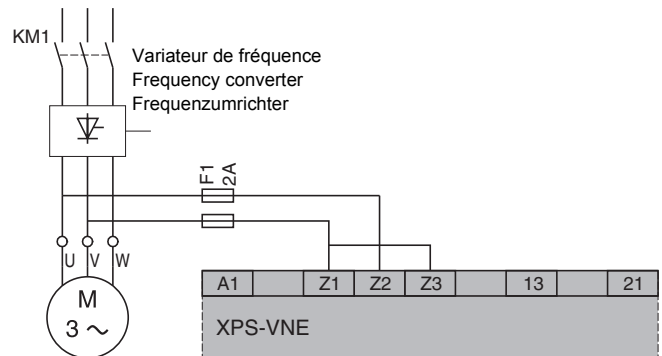 KM1
Variateur de fréquence
Frequency converter
Frequenzumrichter
F1
2A
U V W
M
3 ~
A1 Z1 Z2 Z3 13 21
XPS-VNE